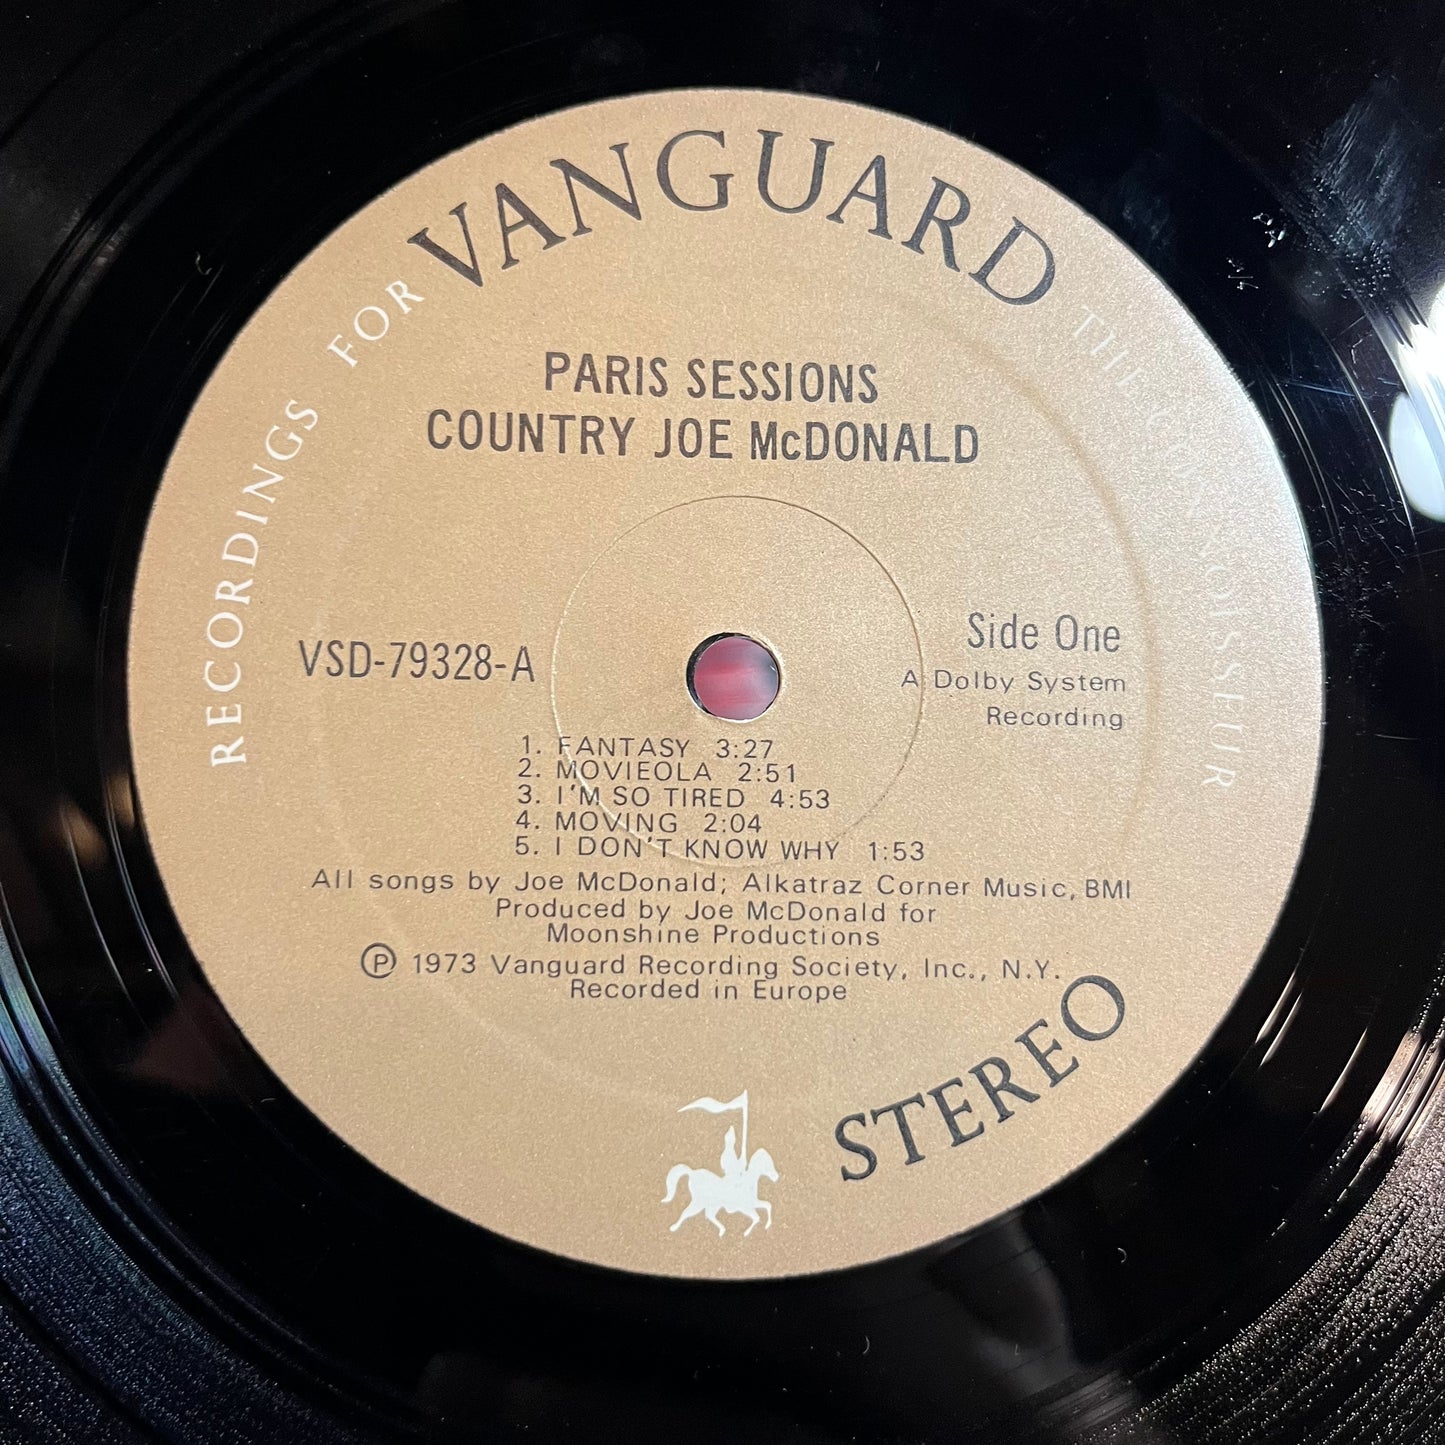 RECORDINGS FOR VANGUARD THE CONNOISSEUR
PARIS SESSIONS
COUNTRY JOE McDONALD
VSD-79328-A
Side One
A Dolby System
Recording
1. FANTASY 3:27
2. MOVIEOLA 2:51
3. I'M SO TIRED 4:53
4. MOVING 2:04
5. I DON'T KNOW WHY 1:53
All songs by Joe McDonald; Alkatraz Corner Music, BMI
Produced by Joe McDonald for
Moonshine Productions
Ⓟ 1973 Vanguard Recording Society, Inc., N.Y.
Recorded in Europe
STEREO